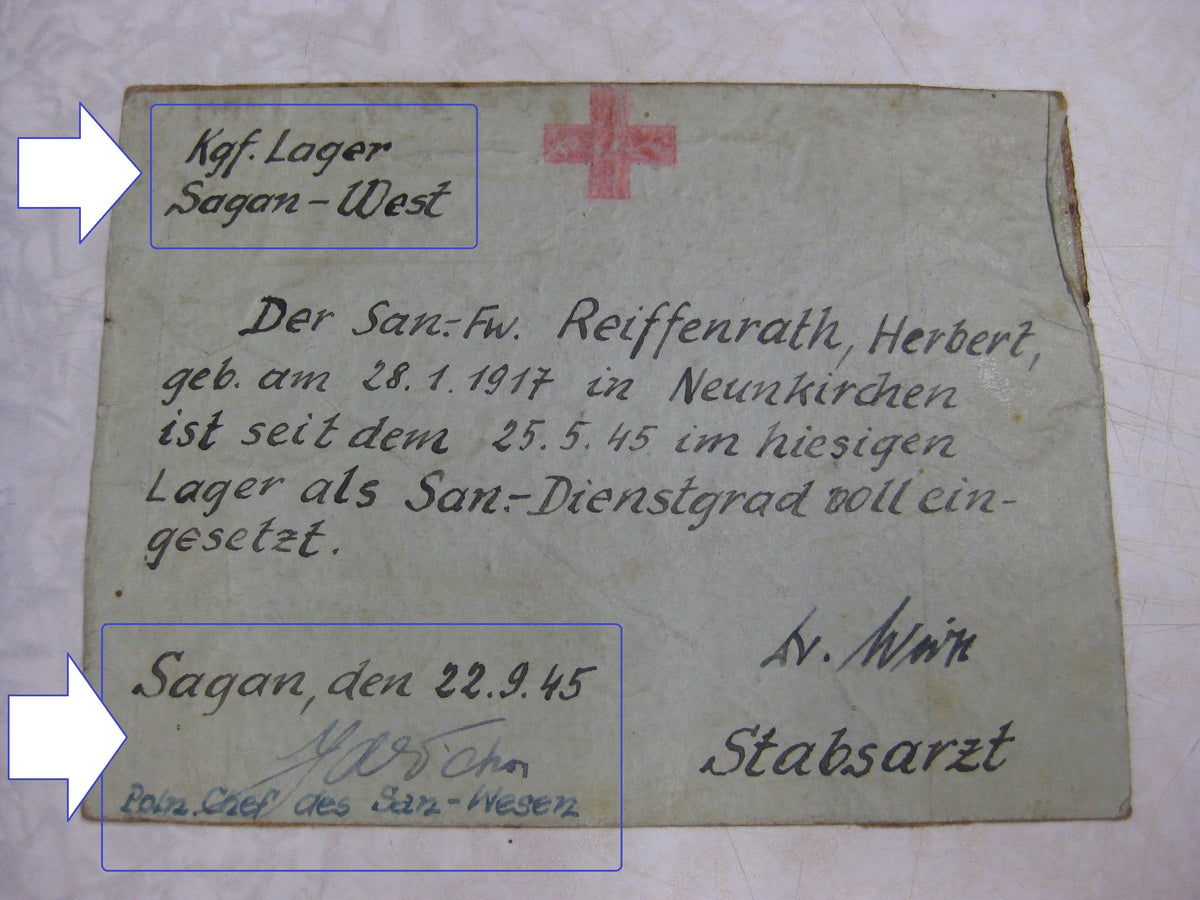 Kgf. Lager
Sagan-West
Der San.-Fw. Reiffenrath, Herbert,
geb. am 28.1.1917 in Neunkirchen
ist seit dem 25.5.45 im hiesigen
Lager als San.-Dienstgrad voll ein-
gesetzt.
Dr.
Stabsarzt
Sagan, den 22.9.45
Poln. Chef des San-Wesen